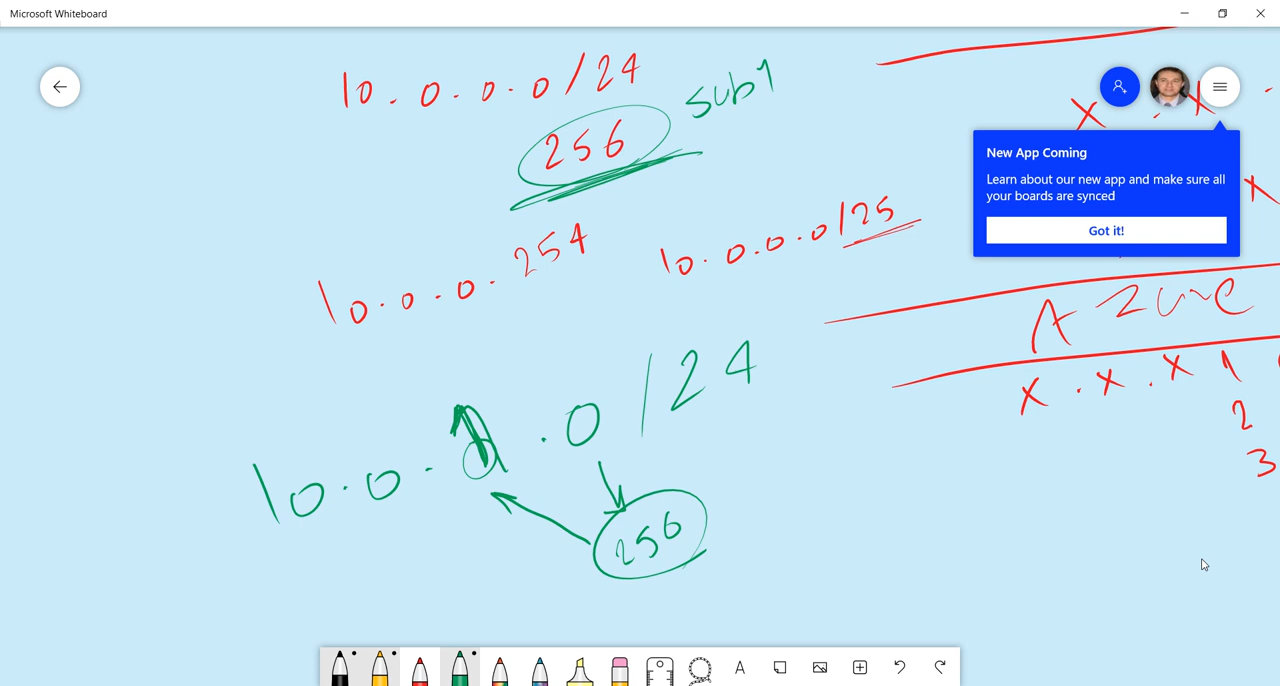 Microsoft Whiteboard
10.0.0.0/24
sub1
256
x . x .
New App Coming
Learn about our new app and make sure all
your boards are synced
Got it!
x
10.0.0.254
10.0.0.0/25
Azure
x . x . x 1
2
3
10.0. .0/24
256
A